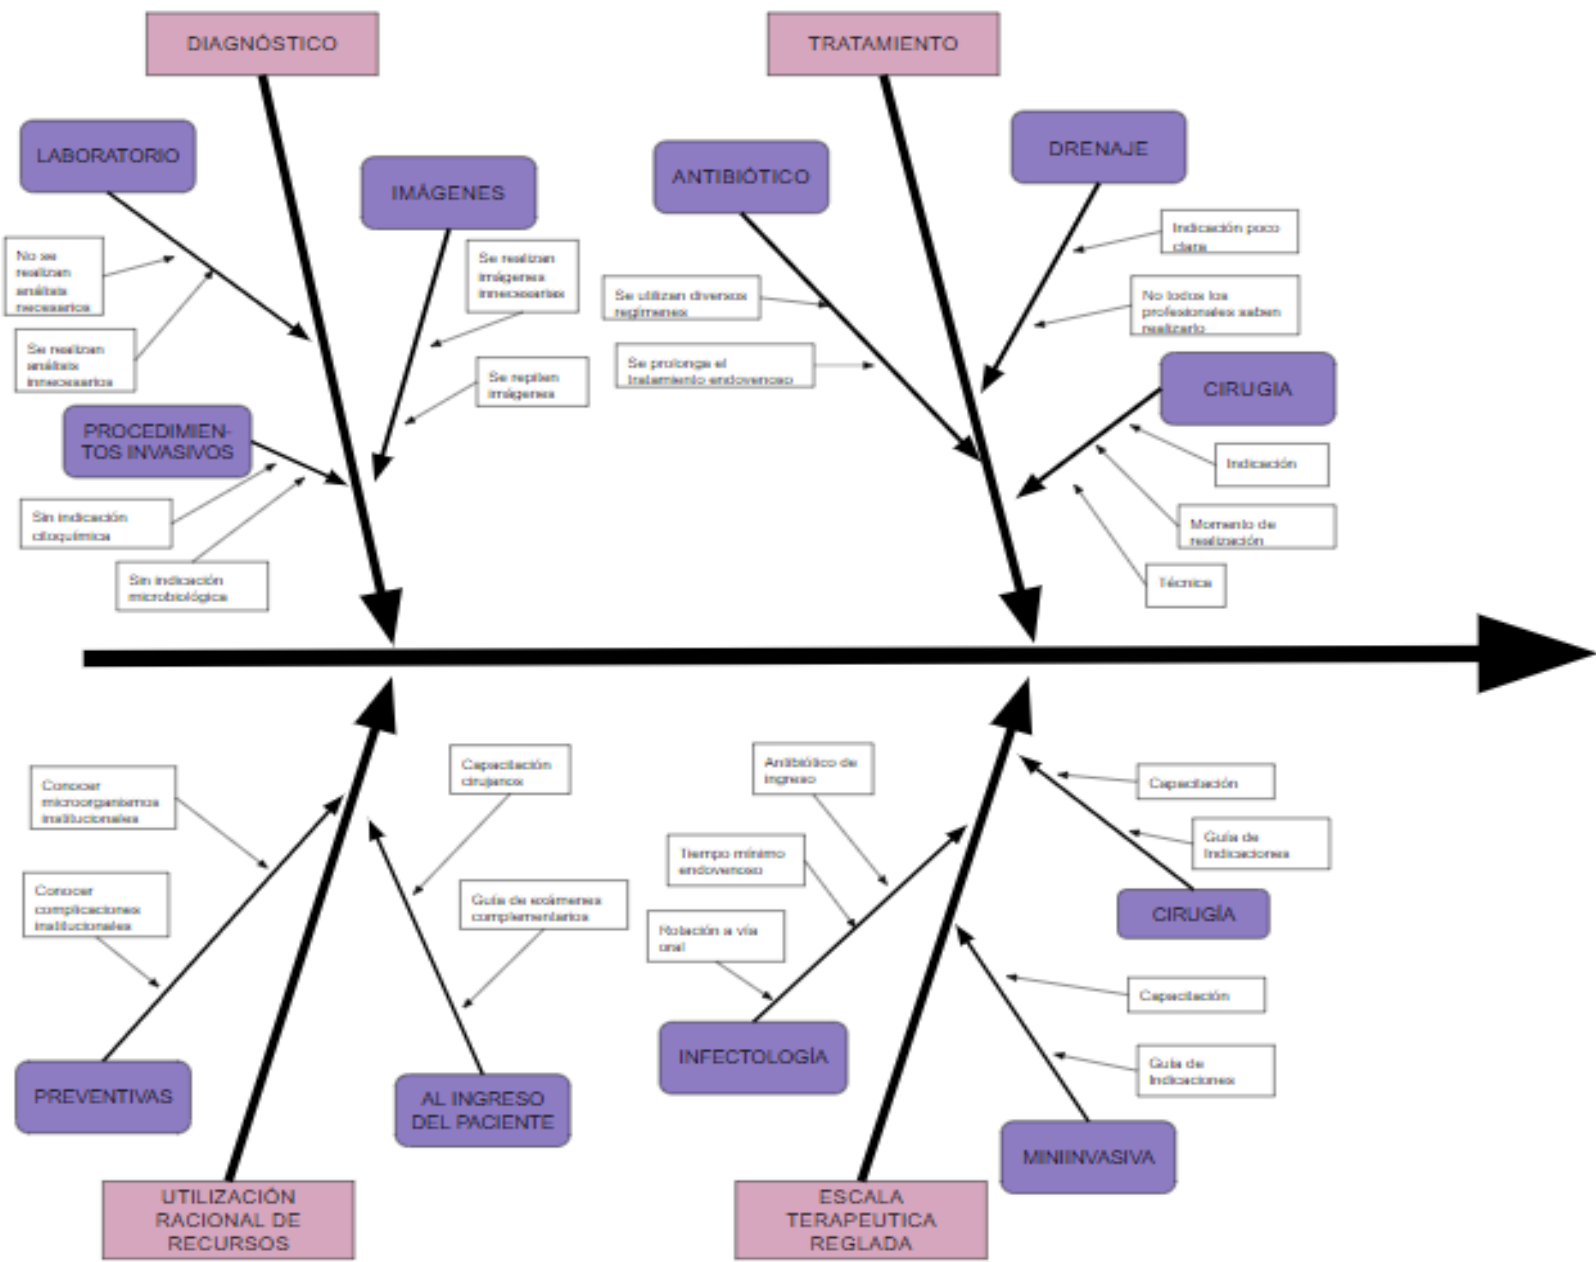 DIAGNÓSTICO
LABORATORIO
IMÁGENES
No se
realizan
análisis
necesarios
Se realizan
análisis
innecesarios
Se realizan
imágenes
innecesarias
Se repiten
imágenes
PROCEDIMIEN-
TOS INVASIVOS
Sin indicación
citoquímica
Sin indicación
microbiológica
TRATAMIENTO
ANTIBIÓTICO
DRENAJE
Se utilizan diversos
regímenes
Se prolonga el
tratamiento endovenoso
Indicación poco
clara
No todos los
profesionales saben
realizarlo
CIRUGIA
Indicación
Momento de
realización
Técnica
Conocer
microorganismos
institucionales
Conocer
complicaciones
institucionales
PREVENTIVAS
Capacitación
cirujanos
Guía de exámenes
complementarios
AL INGRESO
DEL PACIENTE
UTILIZACIÓN
RACIONAL DE
RECURSOS
Antibiótico de
ingreso
Tiempo mínimo
endovenoso
Rotación a vía
oral
INFECTOLOGÍA
Capacitación
Guía de
Indicaciones
CIRUGÍA
Capacitación
Guía de
Indicaciones
MINIINVASIVA
ESCALA
TERAPEUTICA
REGLADA